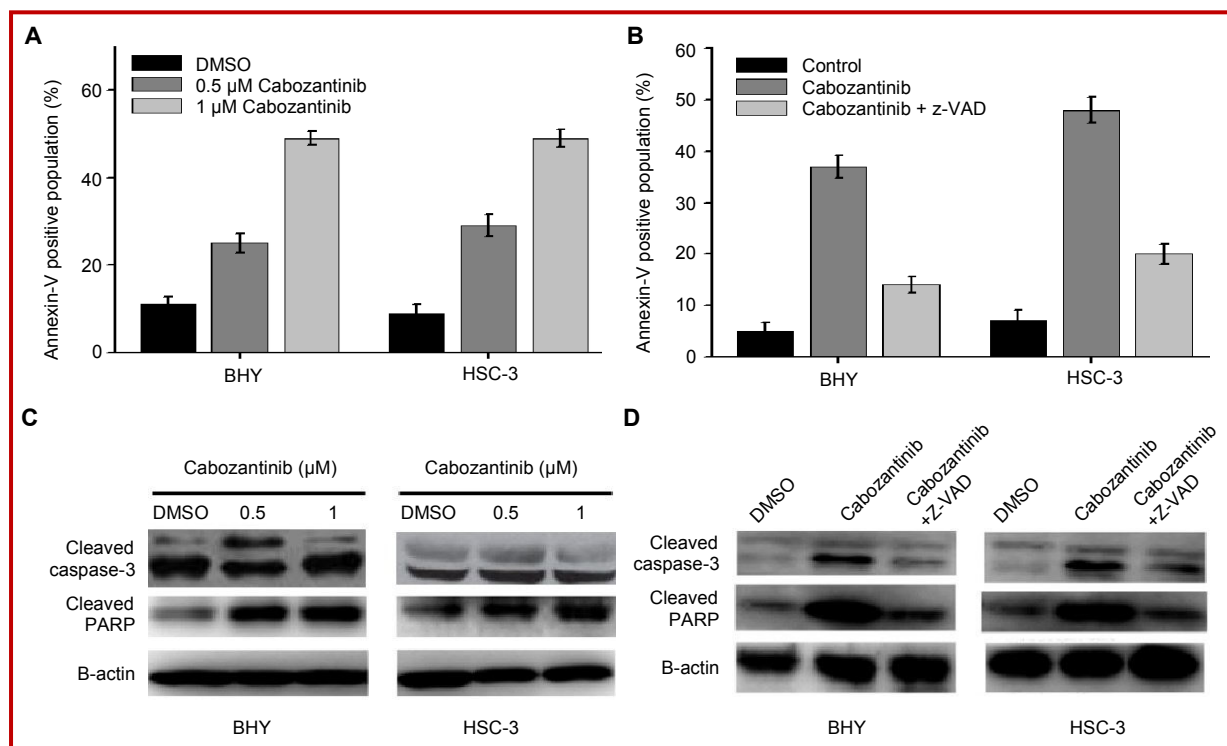 A
DMSO
0.5 µM Cabozantinib
1 µM Cabozantinib
Annexin-V positive population (%)
60
40
20
0
BHY
HSC-3
B
Control
Cabozantinib
Cabozantinib + z-VAD
Annexin-V positive population (%)
60
50
40
30
20
10
0
BHY
HSC-3
C
Cabozantinib (µM)
DMSO 0.5 1
Cabozantinib (µM)
DMSO 0.5 1
Cleaved
caspase-3
Cleaved
PARP
B-actin
BHY
HSC-3
D
DMSO
Cabozantinib
Cabozantinib
+Z-VAD
DMSO
Cabozantinib
Cabozantinib
+Z-VAD
Cleaved
caspase-3
Cleaved
PARP
B-actin
BHY
HSC-3